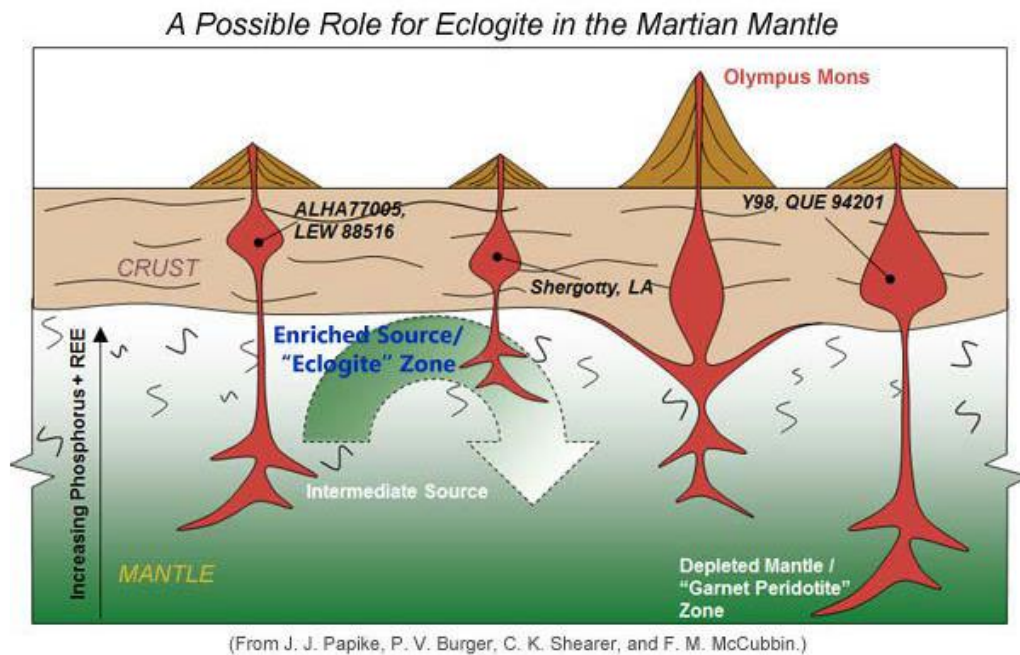 A Possible Role for Eclogite in the Martian Mantle
Olympus Mons
ALHA77005,
LEW 88516
Y98, QUE 94201
CRUST
Shergotty, LA
Enriched Source/
"Eclogite" Zone
Increasing Phosphorus + REE
Intermediate Source
MANTLE
Depleted Mantle /
"Garnet Peridotite"
Zone
(From J. J. Papike, P. V. Burger, C. K. Shearer, and F. M. McCubbin.)